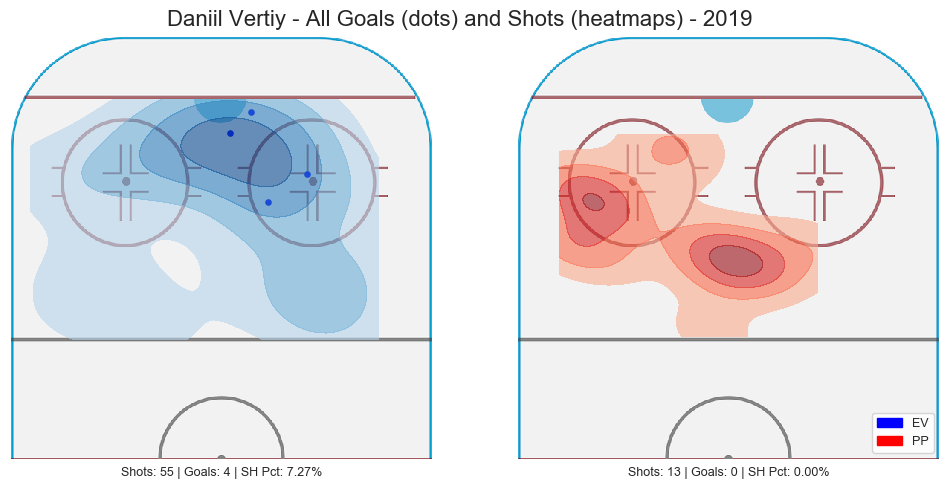 Daniil Vertiy - All Goals (dots) and Shots (heatmaps) - 2019
EV
PP
Shots: 55 | Goals: 4 | SH Pct: 7.27%
Shots: 13 | Goals: 0 | SH Pct: 0.00%